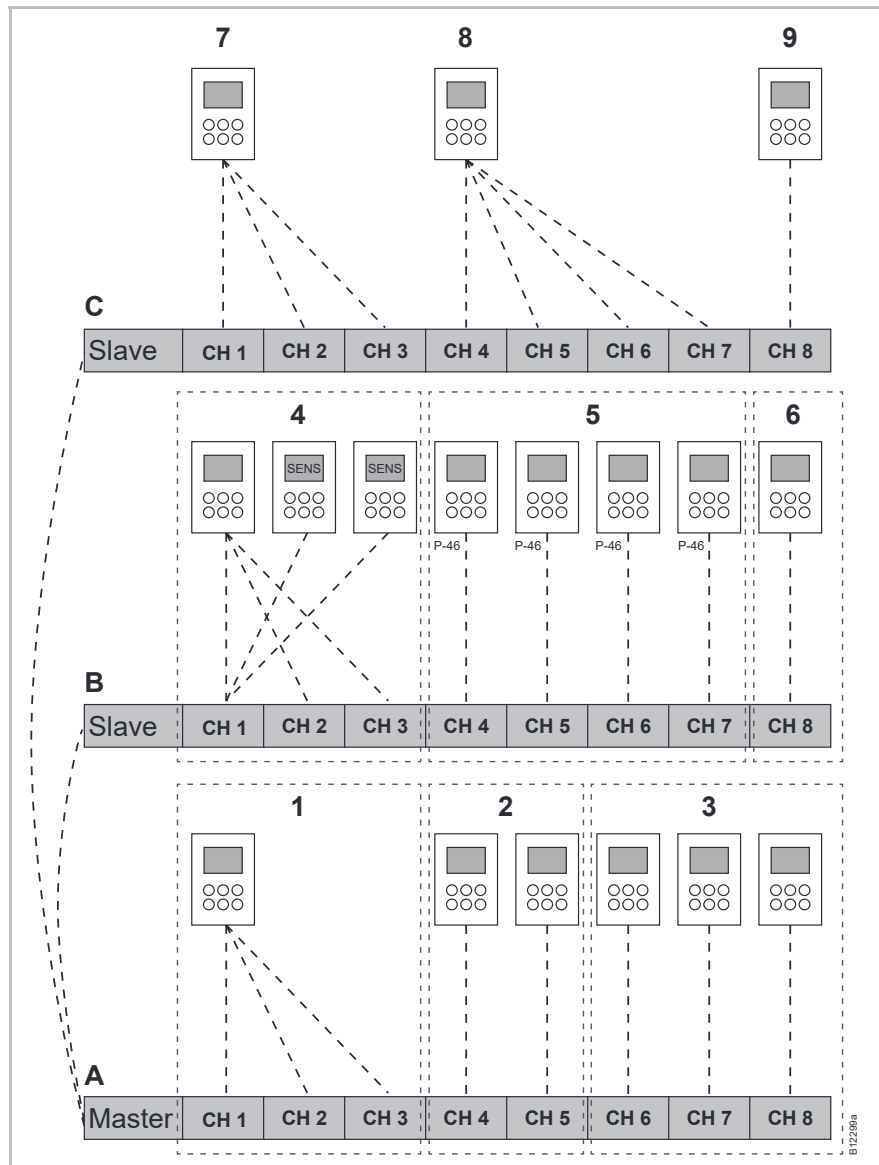 7 8 9
C
Slave CH 1 CH 2 CH 3 CH 4 CH 5 CH 6 CH 7 CH 8
4 5 6
SENS SENS
P-46 P-46 P-46 P-46
B
Slave CH 1 CH 2 CH 3 CH 4 CH 5 CH 6 CH 7 CH 8
1 2 3
A
Master CH 1 CH 2 CH 3 CH 4 CH 5 CH 6 CH 7 CH 8
B12299a